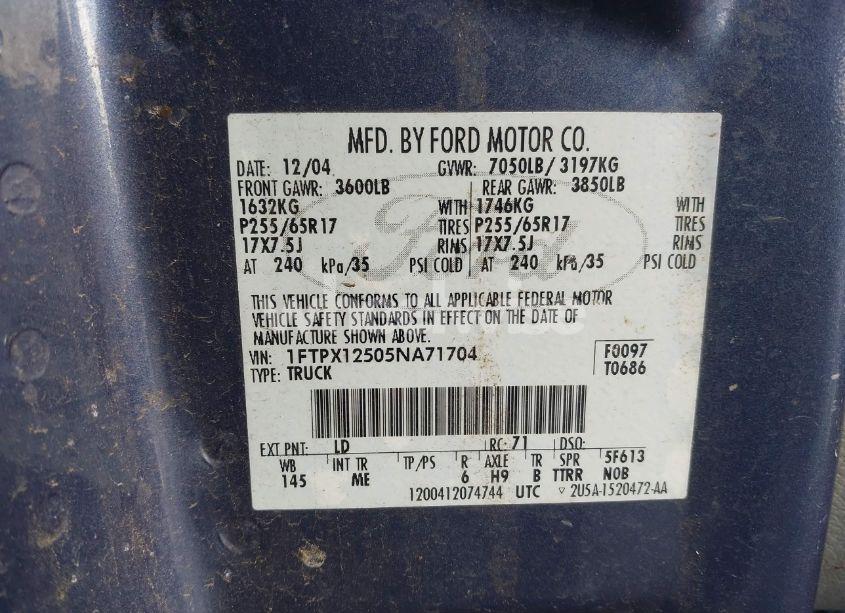 MFD. BY FORD MOTOR CO.
DATE: 12/04 GVWR: 7050LB/ 3197KG
FRONT GAWR: 3600LB REAR GAWR: 3850LB
1632KG WITH 1746KG WITH
P255/65R17 TIRES P255/65R17 TIRES
17X7.5J RIMS 17X7.5J RIMS
AT 240 kPa/35 PSI COLD AT 240 kPa/35 PSI COLD
Ford
THIS VEHICLE CONFORMS TO ALL APPLICABLE FEDERAL MOTOR
VEHICLE SAFETY STANDARDS IN EFFECT ON THE DATE OF
MANUFACTURE SHOWN ABOVE.
VIN: 1FTPX12505NA71704 F0097
TYPE: TRUCK T0686
EXT PNT: LD RC: 71 DSO:
WB INT TR TP/PS R AXLE TR SPR 5F613
145 ME 6 H9 B TTRR NOB
1200412074744 UTC ▽ 2U5A-1520472-AA